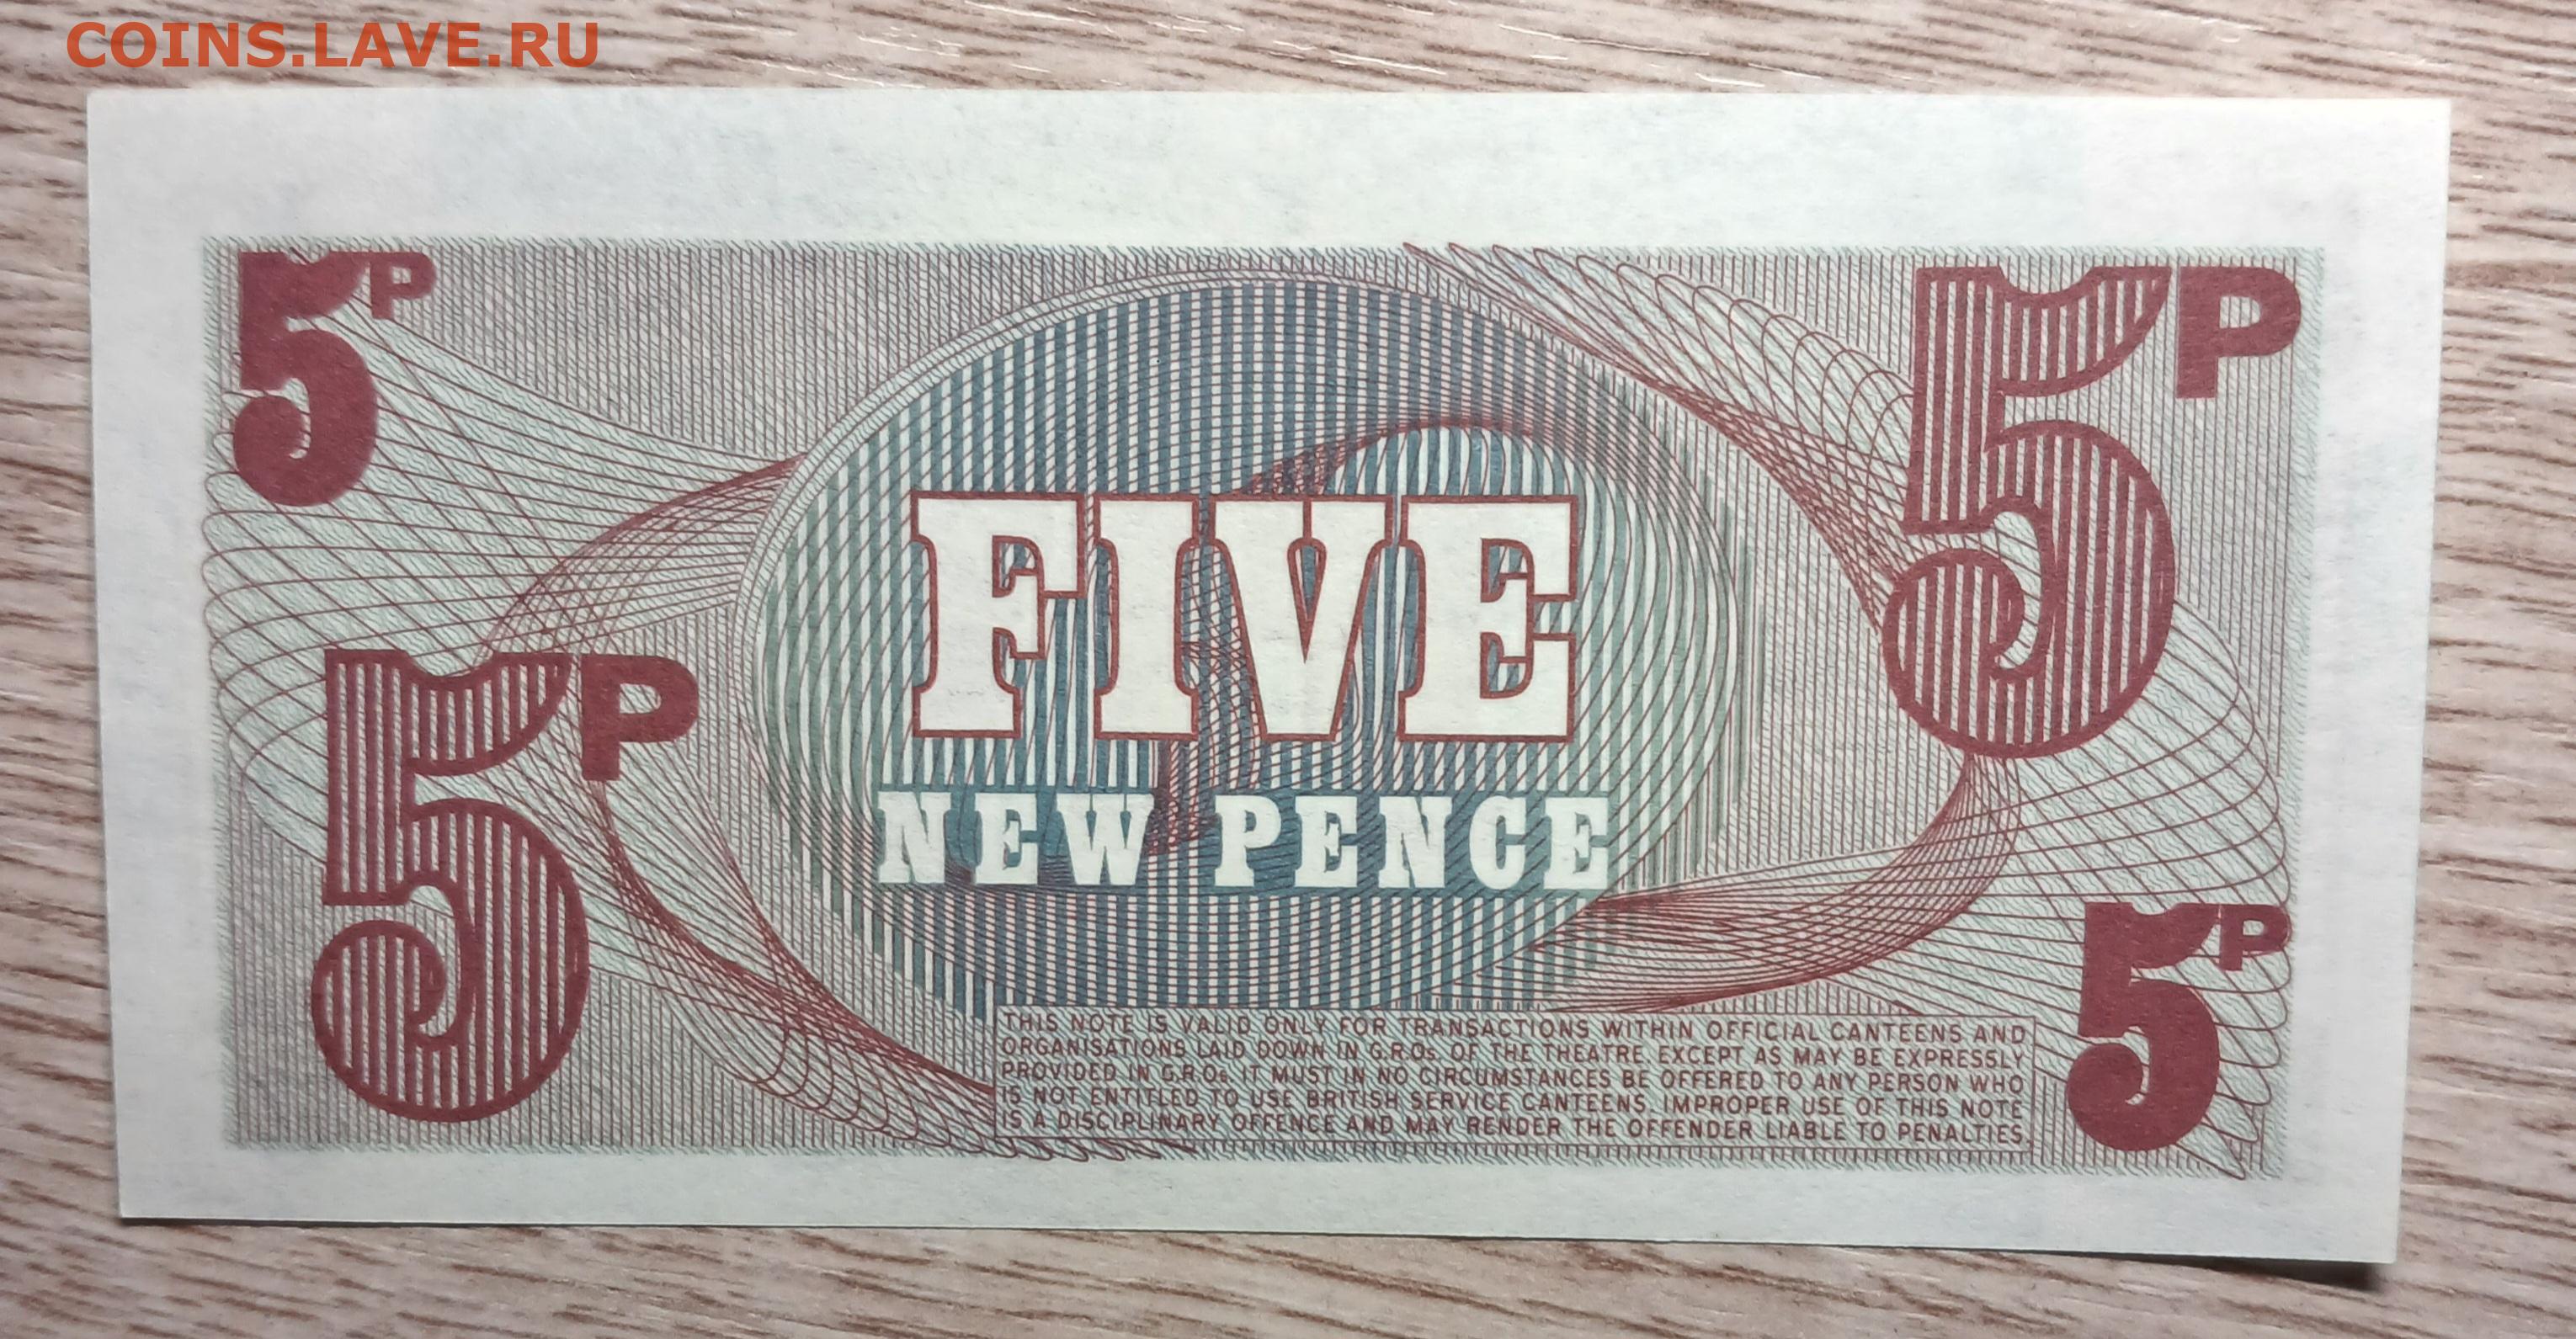 COINS.LAVE.RU
5P
5P
5P
FIVE
NEW PENCE
THIS NOTE IS VALID ONLY FOR TRANSACTIONS WITHIN OFFICIAL CANTEENS AND
ORGANISATIONS LAID DOWN IN G.R.Os. OF THE THEATRE. EXCEPT AS MAY BE EXPRESSLY
PROVIDED IN G.R.Os. IT MUST IN NO CIRCUMSTANCES BE OFFERED TO ANY PERSON WHO
IS NOT ENTITLED TO USE BRITISH SERVICE CANTEENS. IMPROPER USE OF THIS NOTE
IS A DISCIPLINARY OFFENCE AND MAY RENDER THE OFFENDER LIABLE TO PENALTIES.
5P